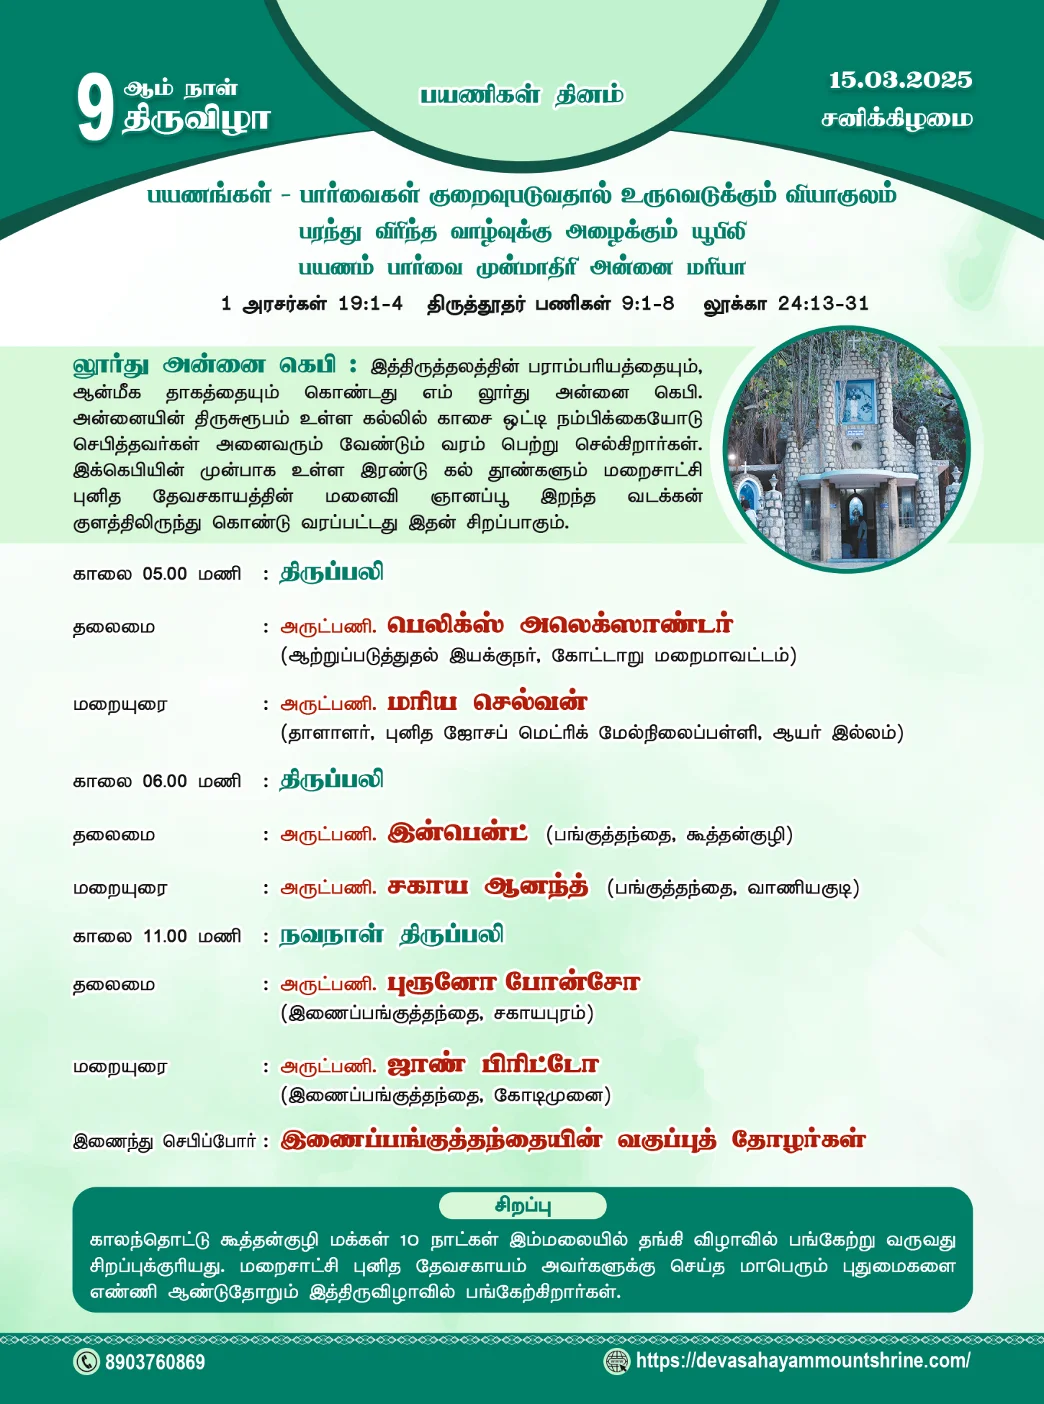 9 ஆம் நாள்
திருவிழா
பயணிகள் தினம்
15.03.2025
சனிக்கிழமை
பயணங்கள் - பார்வைகள் குறைவுபடுவதால் உருவெடுக்கும் வியாகுலம்
பரந்து விரிந்த வாழ்வுக்கு அழைக்கும் யூபிலி
பயணம் பார்வை முன்மாதிரி அன்னை மரியா
1 அரசர்கள் 19:1-4 திருத்தூதர் பணிகள் 9:1-8 லூக்கா 24:13-31
லூர்து அன்னை கெபி : இத்திருத்தலத்தின் பராம்பரியத்தையும்,
ஆன்மீக தாகத்தையும் கொண்டது எம் லூர்து அன்னை கெபி.
அன்னையின் திருசுரூபம் உள்ள கல்லில் காசை ஒட்டி நம்பிக்கையோடு
செபித்தவர்கள் அனைவரும் வேண்டும் வரம் பெற்று செல்கிறார்கள்.
இக்கெபியின் முன்பாக உள்ள இரண்டு கல் தூண்களும் மறைசாட்சி
புனித தேவசகாயத்தின் மனைவி ஞானப்பூ இறந்த வடக்கன்
குளத்திலிருந்து கொண்டு வரப்பட்டது இதன் சிறப்பாகும்.
காலை 05.00 மணி : திருப்பலி
தலைமை : அருட்பணி. பெலிக்ஸ் அலெக்ஸாண்டர்
(ஆற்றுப்படுத்துதல் இயக்குநர், கோட்டாறு மறைமாவட்டம்)
மறையுரை : அருட்பணி. மரிய செல்வன்
(தாளாளர், புனித ஜோசப் மெட்ரிக் மேல்நிலைப்பள்ளி, ஆயர் இல்லம்)
காலை 06.00 மணி : திருப்பலி
தலைமை : அருட்பணி. இன்பென்ட் (பங்குத்தந்தை, கூத்தன்குழி)
மறையுரை : அருட்பணி. சகாய ஆனந்த் (பங்குத்தந்தை, வாணியகுடி)
காலை 11.00 மணி : நவநாள் திருப்பலி
தலைமை : அருட்பணி. புரூனோ போன்சோ
(இணைப்பங்குத்தந்தை, சகாயபுரம்)
மறையுரை : அருட்பணி. ஜாண் பிரிட்டோ
(இணைப்பங்குத்தந்தை, கோடிமுனை)
இணைந்து செபிப்போர் : இணைப்பங்குத்தந்தையின் வகுப்புத் தோழர்கள்
சிறப்பு
காலந்தொட்டு கூத்தன்குழி மக்கள் 10 நாட்கள் இம்மலையில் தங்கி விழாவில் பங்கேற்று வருவது
சிறப்புக்குரியது. மறைசாட்சி புனித தேவசகாயம் அவர்களுக்கு செய்த மாபெரும் புதுமைகளை
எண்ணி ஆண்டுதோறும் இத்திருவிழாவில் பங்கேற்கிறார்கள்.
8903760869
https://devasahayammountshrine.com/